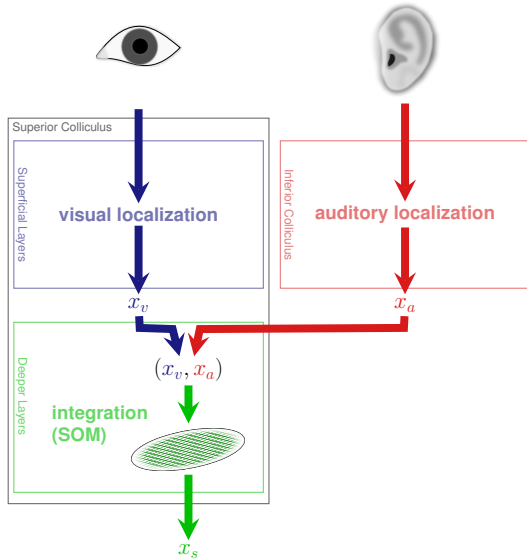 Superior Colliculus
Superficial Layers
visual localization
Inferior Colliculus
auditory localization
x_v
x_a
(x_v, x_a)
Deeper Layers
integration
(SOM)
x_s